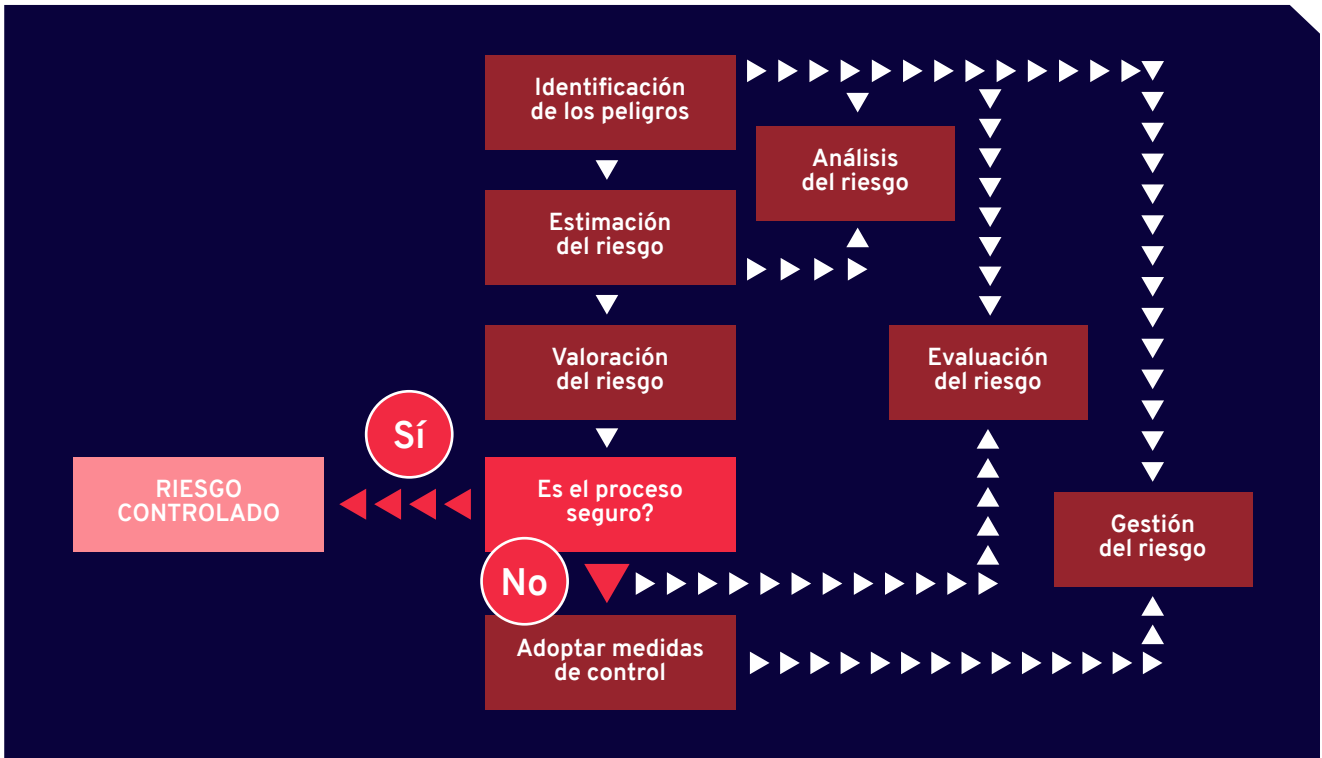 Identificación
de los peligros
Análisis
del riesgo
Estimación
del riesgo
Valoración
del riesgo
Evaluación
del riesgo
Sí
RIESGO
CONTROLADO
Es el proceso
seguro?
Gestión
del riesgo
No
Adoptar medidas
de control